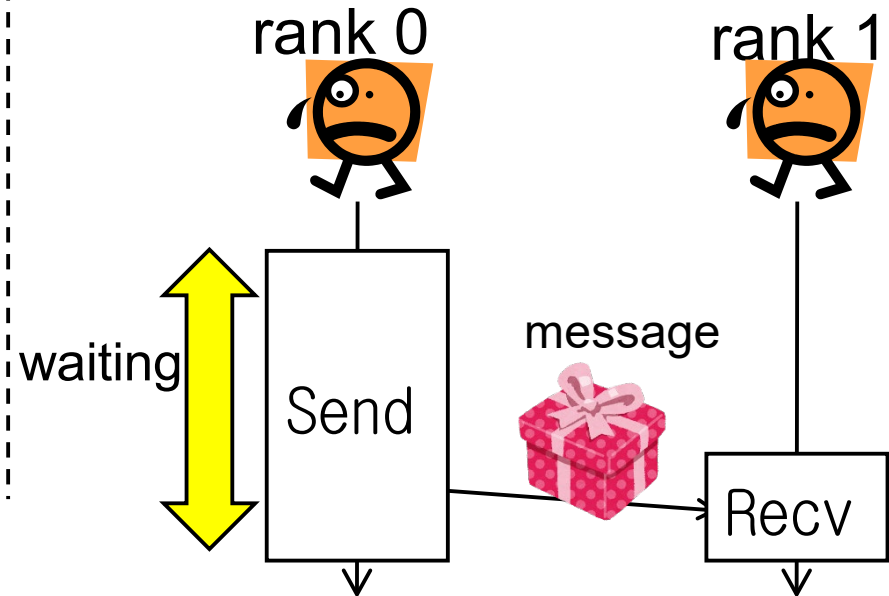 rank 0
rank 1
message
waiting
Send
Recv